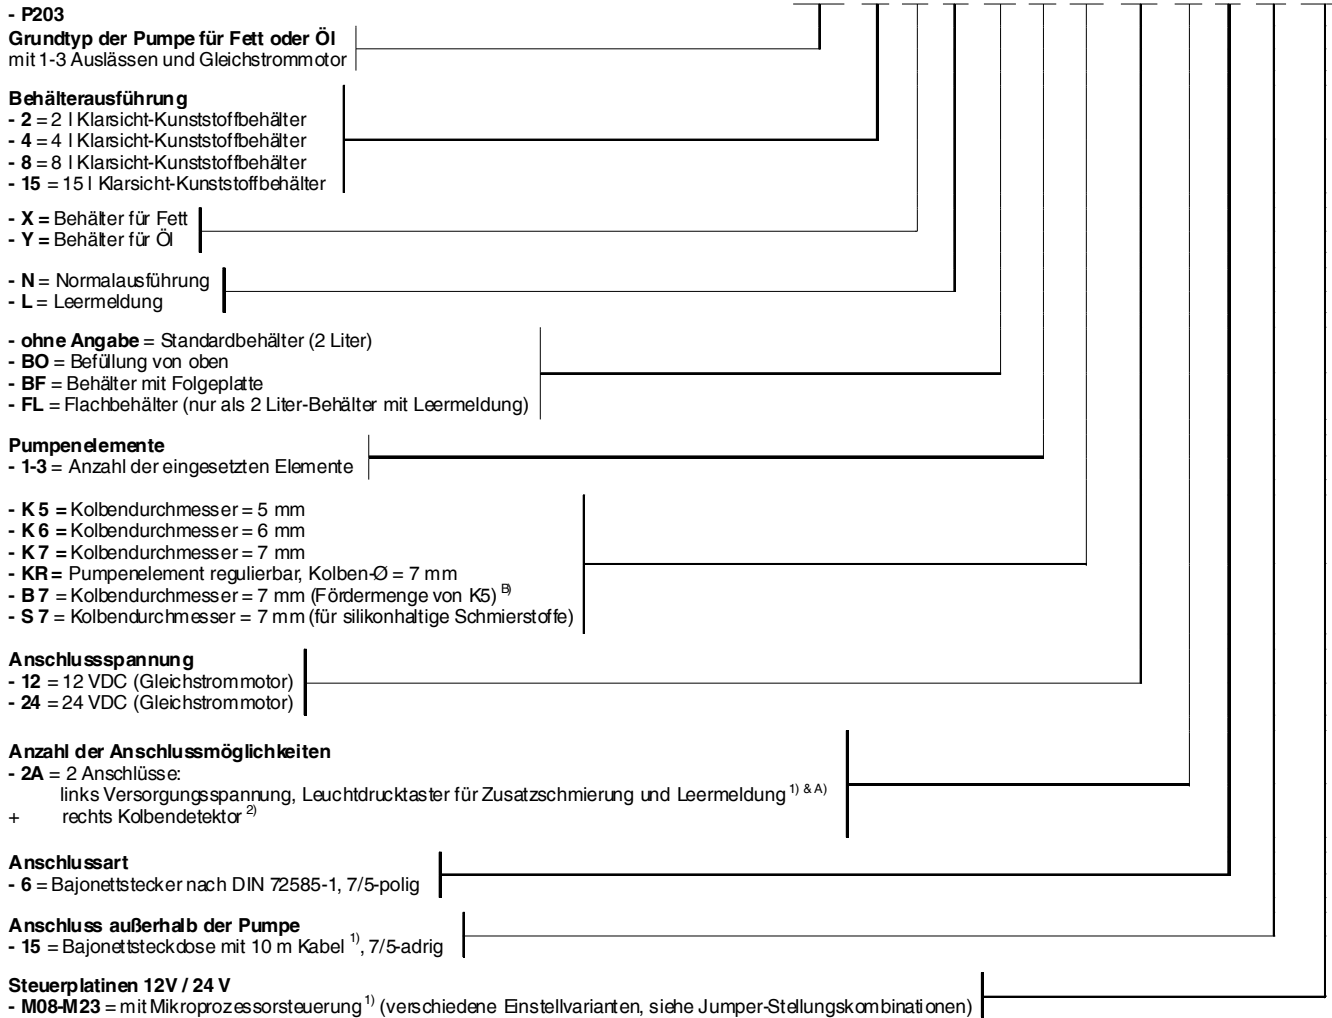 - P203
Grundtyp der Pumpe für Fett oder Öl
mit 1-3 Auslässen und Gleichstrommotor
Behälterausführung
- 2 = 2 l Klarsicht-Kunststoffbehälter
- 4 = 4 l Klarsicht-Kunststoffbehälter
- 8 = 8 l Klarsicht-Kunststoffbehälter
- 15 = 15 l Klarsicht-Kunststoffbehälter
- X = Behälter für Fett
- Y = Behälter für Öl
- N = Normalausführung
- L = Leermeldung
- ohne Angabe = Standardbehälter (2 Liter)
- BO = Befüllung von oben
- BF = Behälter mit Folgeplatte
- FL = Flachbehälter (nur als 2 Liter-Behälter mit Leermeldung)
Pumpenelemente
- 1-3 = Anzahl der eingesetzten Elemente
- K 5 = Kolbendurchmesser = 5 mm
- K 6 = Kolbendurchmesser = 6 mm
- K 7 = Kolbendurchmesser = 7 mm
- KR = Pumpenelement regulierbar, Kolben-Ø = 7 mm
- B 7 = Kolbendurchmesser = 7 mm (Fördermenge von K5) B)
- S 7 = Kolbendurchmesser = 7 mm (für silikonhaltige Schmierstoffe)
Anschlussspannung
- 12 = 12 VDC (Gleichstrommotor)
- 24 = 24 VDC (Gleichstrommotor)
Anzahl der Anschlussmöglichkeiten
- 2A = 2 Anschlüsse:
links Versorgungsspannung, Leuchtdrucktaster für Zusatzschmierung und Leermeldung 1) & A)
+ rechts Kolbendetektor 2)
Anschlussart
- 6 = Bajonettstecker nach DIN 72585-1, 7/5-polig
Anschluss außerhalb der Pumpe
- 15 = Bajonettsteckdose mit 10 m Kabel 1), 7/5-adrig
Steuerplatinen 12V / 24 V
- M08-M23 = mit Mikroprozessorsteuerung 1) (verschiedene Einstellvarianten, siehe Jumper-Stellungskombinationen)